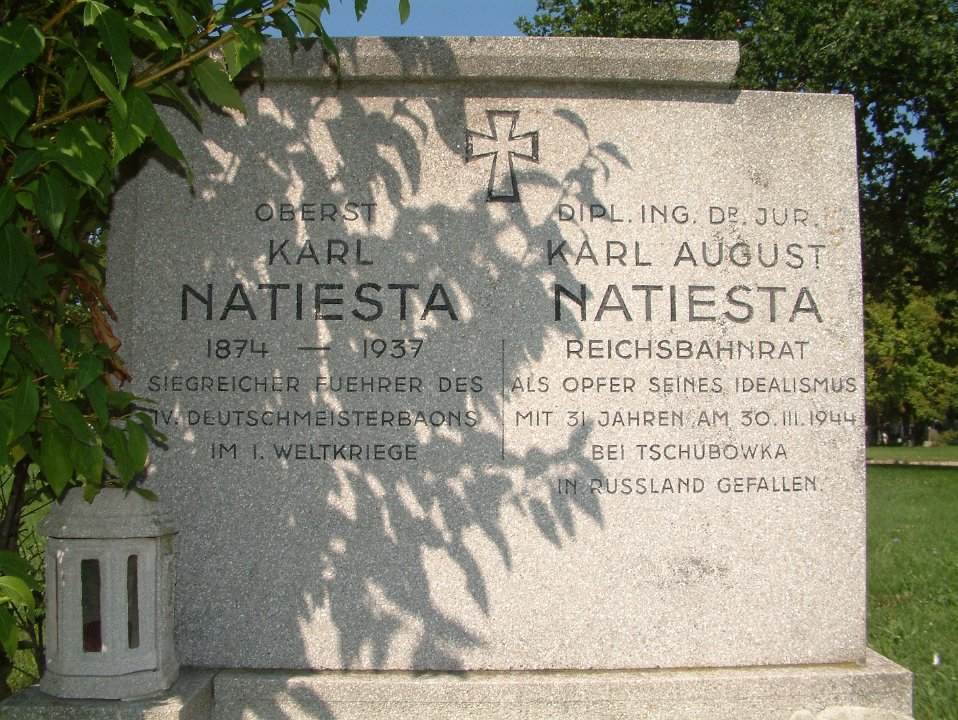 OBERST
KARL
NATIESTA
1874 — 1937
SIEGREICHER FUEHRER DES
IV. DEUTSCHMEISTERBAONS
IM I. WELTKRIEGE
DIPL. ING. DR. JUR.
KARL AUGUST
NATIESTA
REICHSBAHNRAT
ALS OPFER SEINES IDEALISMUS
MIT 31 JAHREN AM 30.III.1944
BEI TSCHUBOWKA
IN RUSSLAND GEFALLEN.